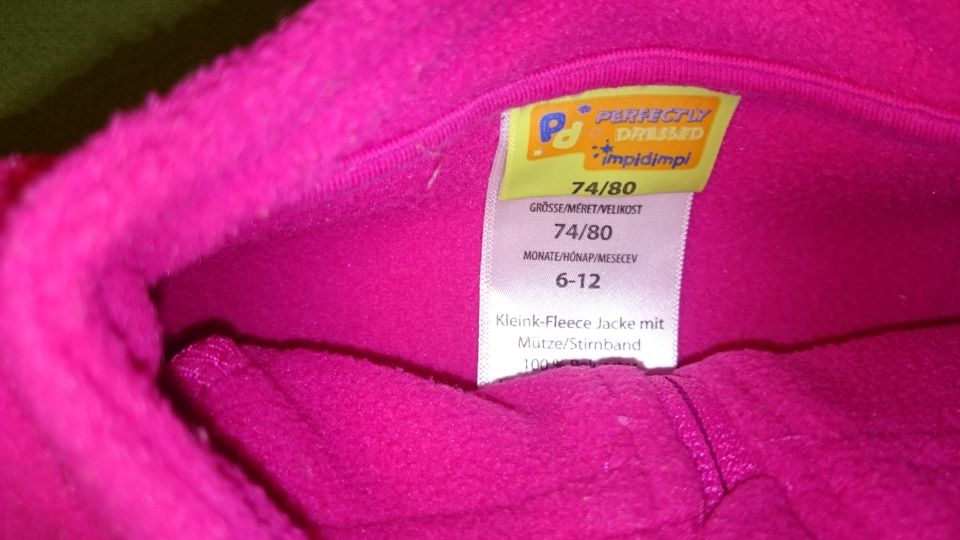 Pd PERFECTLY
DRESSED
impidimpi
74/80
GRÖSSE/MÉRET/VELIKOST
74/80
MONATE/HÓNAP/MESECEV
6-12
Kleink-Fleece Jacke mit
Mütze/Stirnband
100 %